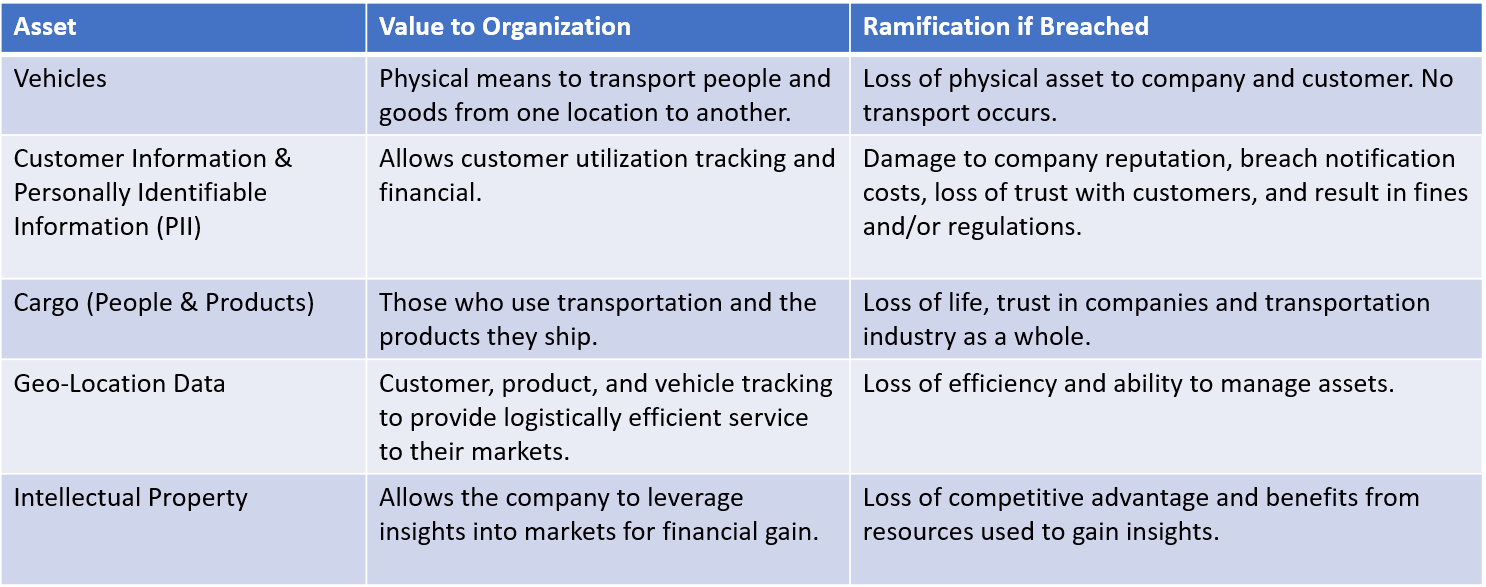 Asset
Value to Organization
Ramification if Breached
Vehicles
Physical means to transport people and
goods from one location to another.
Loss of physical asset to company and customer. No
transport occurs.
Customer Information &
Personally Identifiable
Information (PII)
Allows customer utilization tracking and
financial.
Damage to company reputation, breach notification
costs, loss of trust with customers, and result in fines
and/or regulations.
Cargo (People & Products)
Those who use transportation and the
products they ship.
Loss of life, trust in companies and transportation
industry as a whole.
Geo-Location Data
Customer, product, and vehicle tracking
to provide logistically efficient service
to their markets.
Loss of efficiency and ability to manage assets.
Intellectual Property
Allows the company to leverage
insights into markets for financial gain.
Loss of competitive advantage and benefits from
resources used to gain insights.